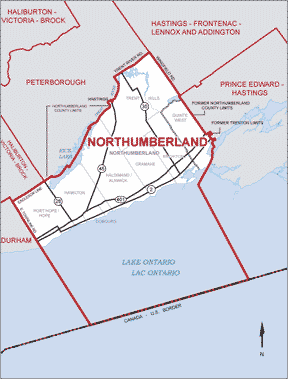 HALIBURTON -
VICTORIA - BROCK
HASTINGS - FRONTENAC -
LENNOX AND ADDINGTON
PETERBOROUGH
PRINCE EDWARD -
HASTINGS
HASTINGS
NORTHUMBERLAND
COUNTY LIMITS
TRENT HILLS
30
FORMER NORTHUMBERLAND
COUNTY LIMITS
QUINTE
WEST
FORMER TRENTON LIMITS
RICE
LAKE
NORTHUMBERLAND
NORTHUMBERLAND
CRAMAHE
HALIBURTON
VICTORIA - BROCK
45
HALDIMAND /
ALNWICK
HAMILTON
2
401
28
PORT HOPE /
HOPE
COBOURG
DURHAM
LAKE ONTARIO
LAC ONTARIO
CANADA - U.S. BORDER
N